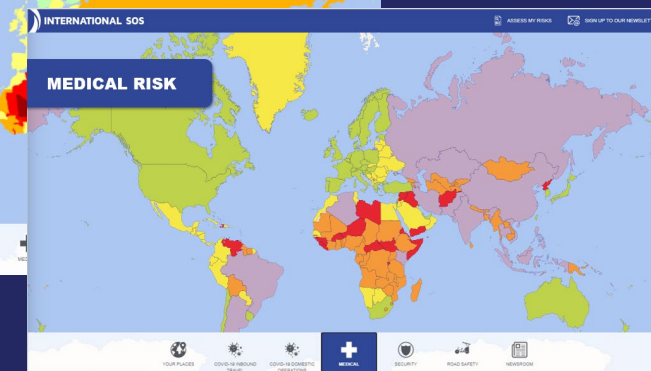 INTERNATIONAL SOS
ASSESS MY RISKS
SIGN UP TO OUR NEWSLET
MEDICAL RISK
YOUR PLACES
COVID-19 INBOUND
TRAVEL
COVID-19 DOMESTIC
OPERATIONS
MEDICAL
SECURITY
ROAD SAFETY
NEWSROOM